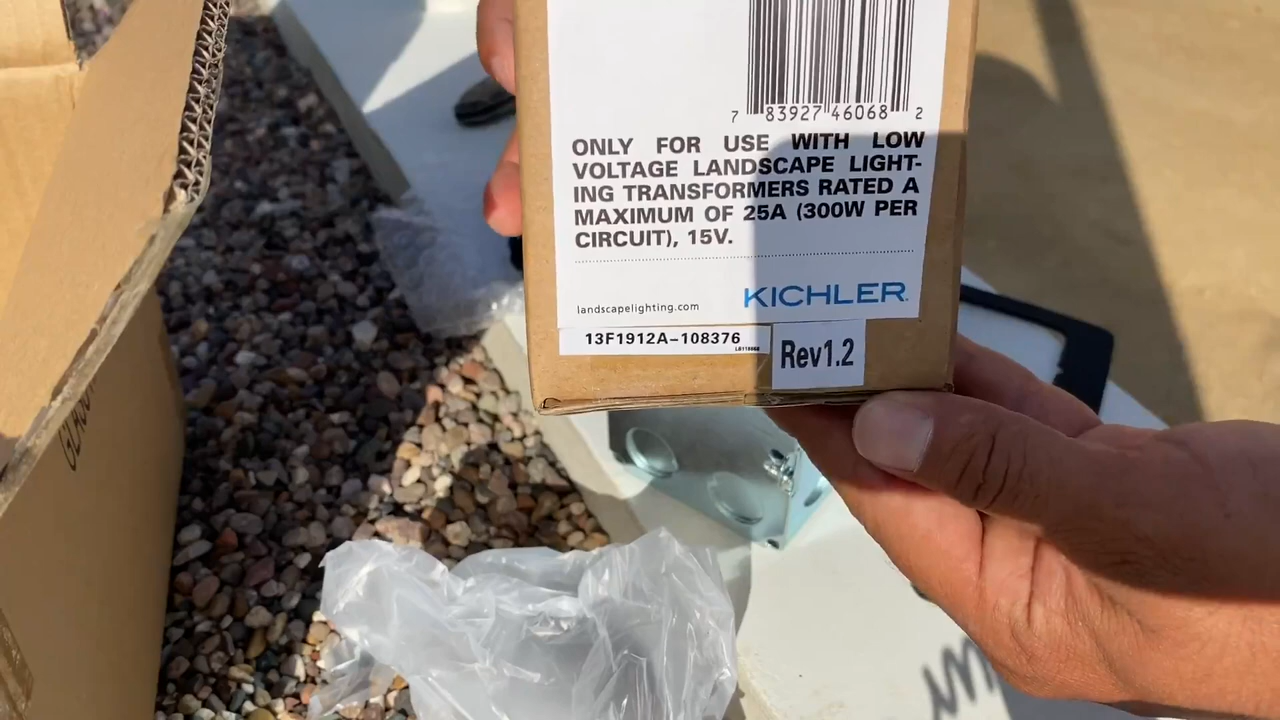 7 83927 46068 2
ONLY FOR USE WITH LOW
VOLTAGE LANDSCAPE LIGHT-
ING TRANSFORMERS RATED A
MAXIMUM OF 25A (300W PER
CIRCUIT), 15V.
landscapelighting.com
KICHLER
13F1912A-108376
Rev1.2